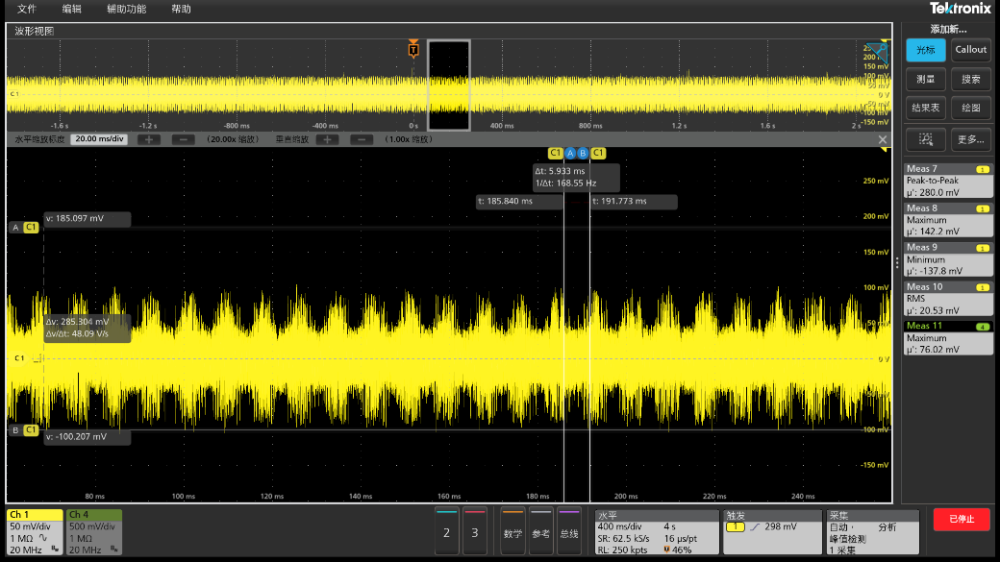 文件 编辑 辅助功能 帮助
Tektronix
波形视图
添加新...
光标 Callout
测量 搜索
结果表 绘图
更多...
T
200
150 mV
100 mV
50 mV
0 V
-50 mV
-100 mV
-150 mV
C1
-1.6 s -1.2 s -800 ms -400 ms 0 s 400 ms 800 ms 1.2 s 1.6 s 2 s
水平缩放标度 20.00 ms/div + − (20.00x 缩放) 垂直缩放 + − (1.00x 缩放) ✕
C1 A B C1
Δt: 5.933 ms
1/Δt: 168.55 Hz
t: 185.840 ms t: 191.773 ms
A C1 v: 185.097 mV
Δv: 285.304 mV
Δv/Δt: 48.09 V/s
C1
B C1 v: -100.207 mV
250 mV
200 mV
150 mV
100 mV
50 mV
0 V
-50 mV
-100 mV
-150 mV
80 ms 100 ms 120 ms 140 ms 160 ms 180 ms 200 ms 220 ms 240 ms
Meas 7 1
Peak-to-Peak
μ': 280.0 mV
Meas 8 1
Maximum
μ': 142.2 mV
Meas 9 1
Minimum
μ': -137.8 mV
Meas 10 1
RMS
μ': 20.53 mV
Meas 11 4
Maximum
μ': 76.02 mV
Ch 1
50 mV/div
1 MΩ
20 MHz
Ch 4
500 mV/div
1 MΩ
20 MHz
2 3 数学 参考 总线
水平
400 ms/div 4 s
SR: 62.5 kS/s 16 μs/pt
RL: 250 kpts 46%
触发
1 298 mV
采集
自动, 分析
峰值检测
1 采集
已停止